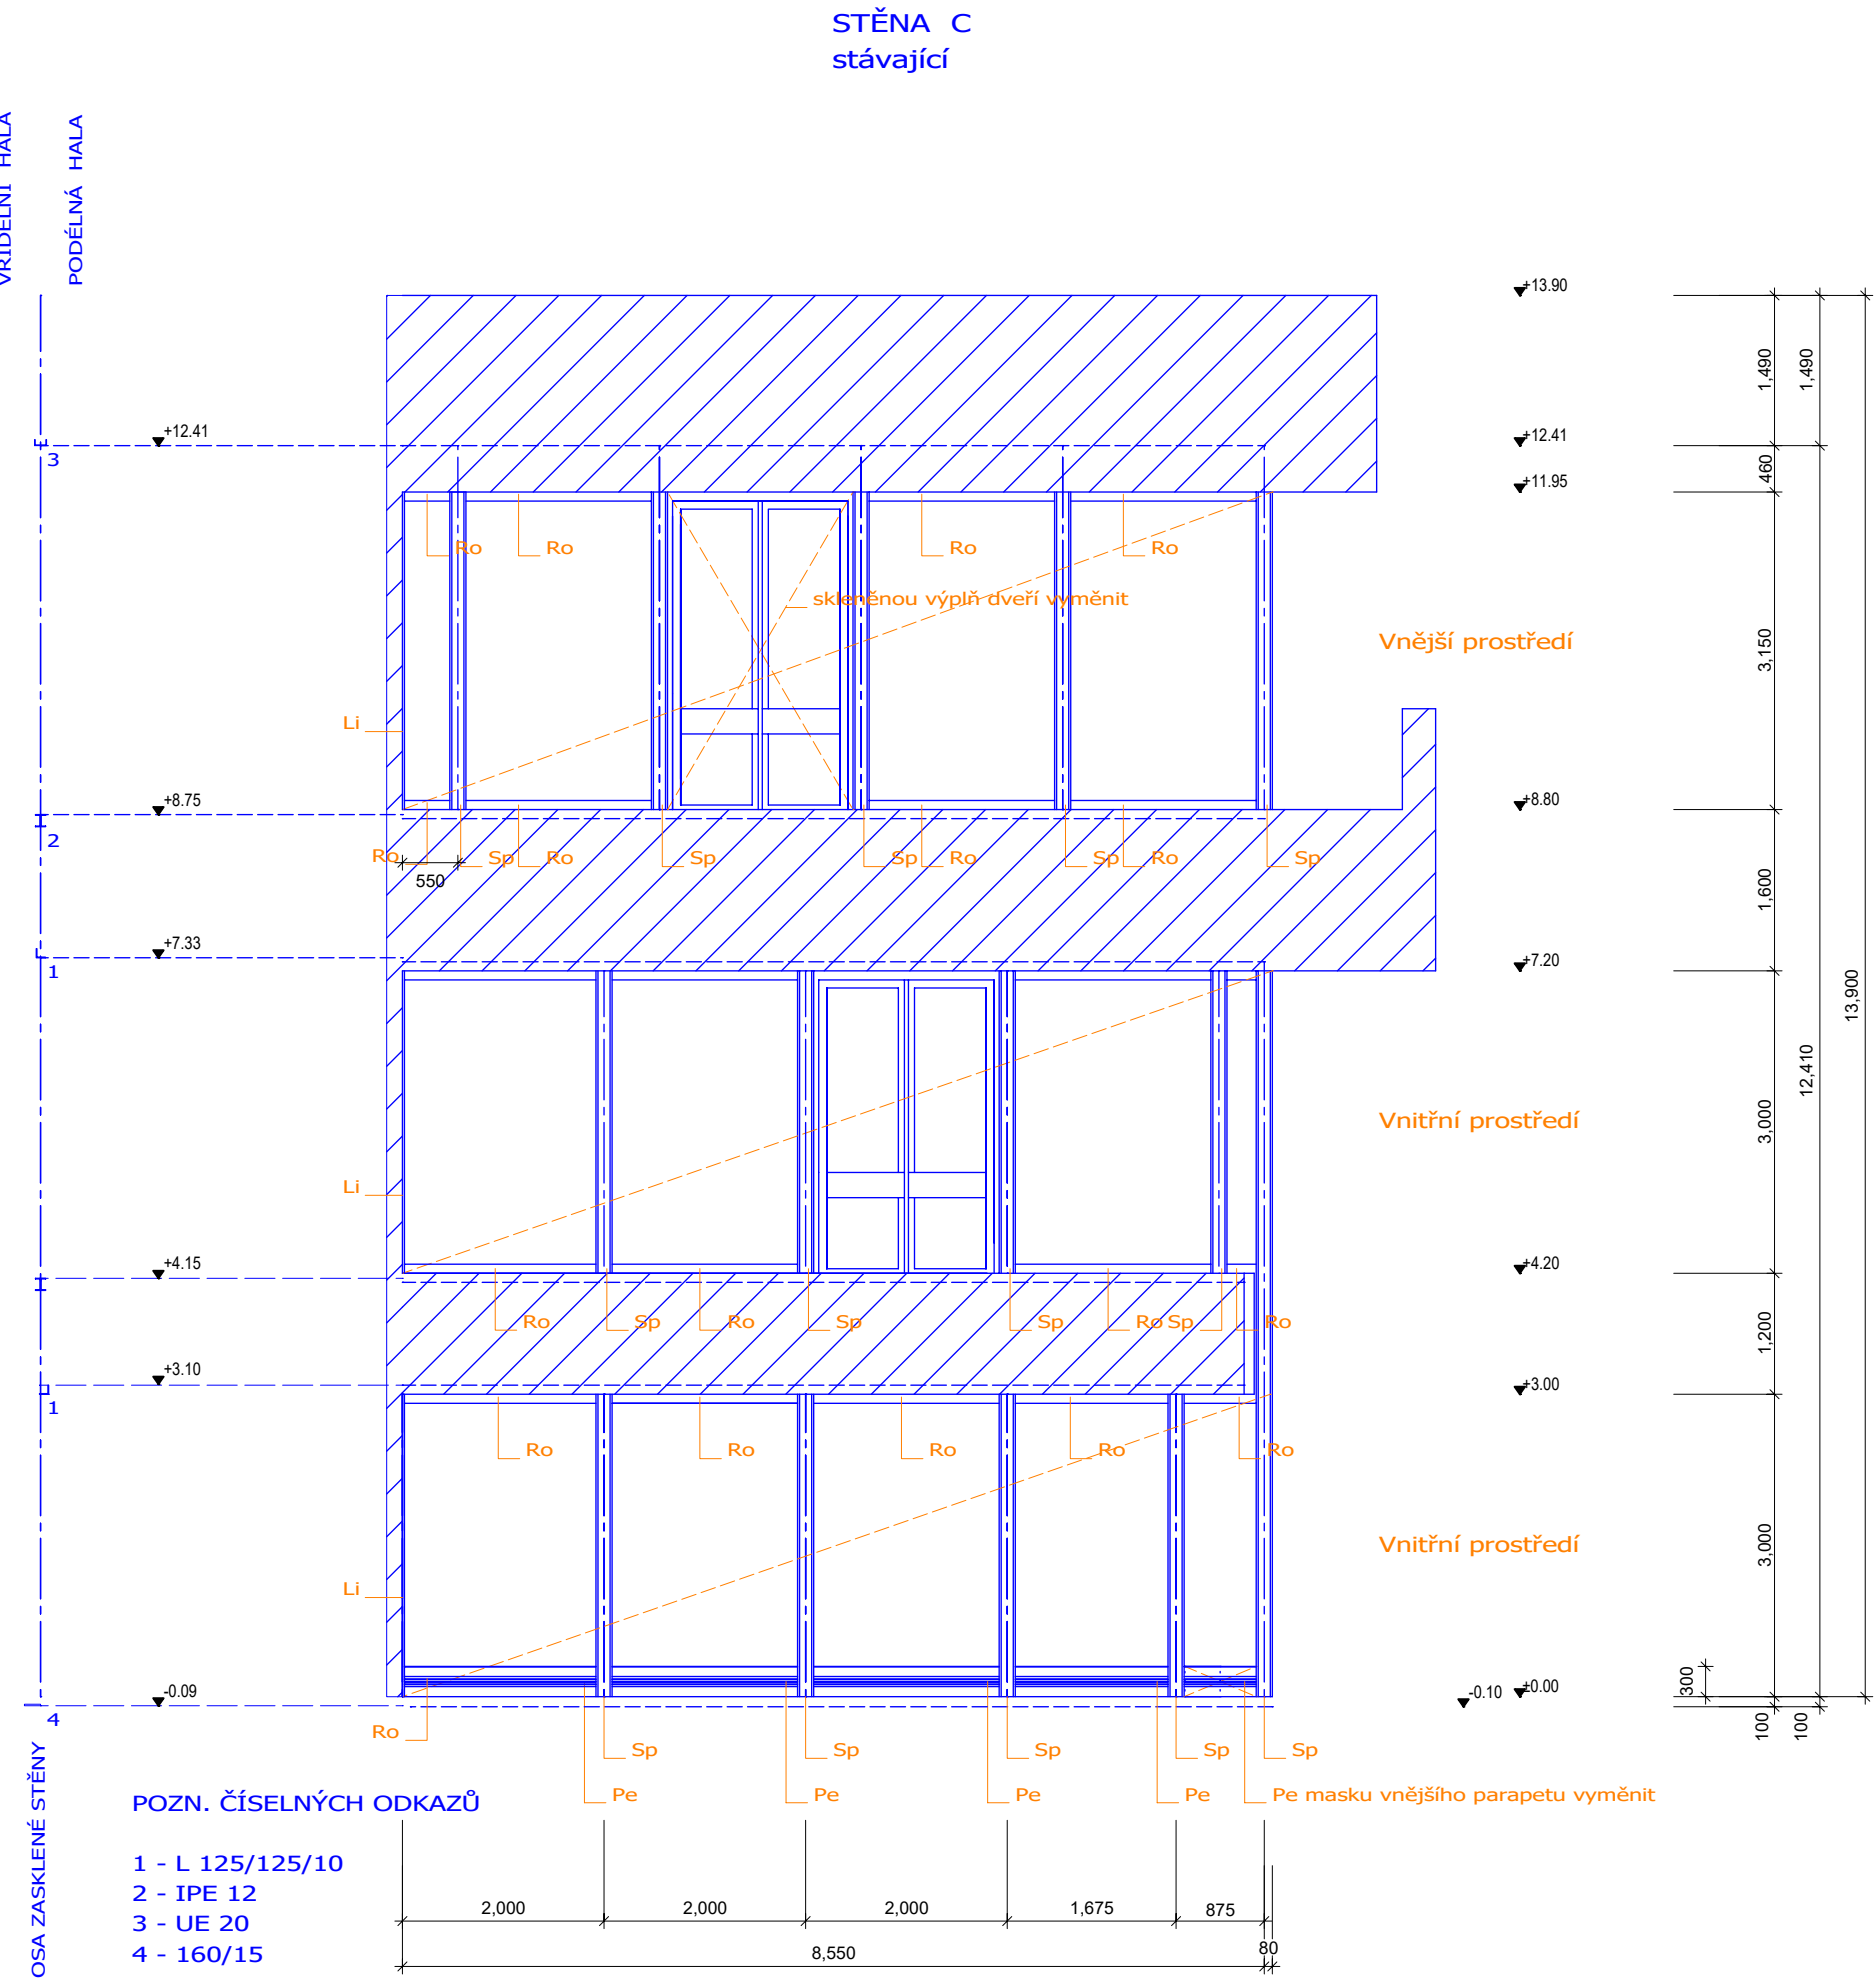 STĚNA C
stávající
VŘÍDELNÍ HALA
PODÉLNÁ HALA
+13.90
1,490
1,490
+12.41
3
+12.41
460
+11.95
Ro
Ro
Ro
Ro
skleněnou výplň dveří vyměnit
Vnější prostředí
3,150
Li
+8.75
2
+8.80
Ro
Sp
Ro
Sp
Sp
Ro
Sp
Ro
Sp
550
1,600
+7.33
1
+7.20
13,900
12,410
Vnitřní prostředí
3,000
Li
+4.15
+4.20
Ro
Sp
Ro
Sp
Sp
Ro
Sp
Ro
1,200
+3.10
1
+3.00
Ro
Ro
Ro
Ro
Ro
Vnitřní prostředí
3,000
Li
300
-0.09
4
-0.10
±0.00
100
100
Ro
Sp
Sp
Sp
Sp
Sp
Pe
Pe
Pe
Pe
Pe masku vnějšího parapetu vyměnit
OSA ZASKLENÉ STĚNY
POZN. ČÍSELNÝCH ODKAZŮ
1 - L 125/125/10
2 - IPE 12
3 - UE 20
4 - 160/15
2,000
2,000
2,000
1,675
875
8,550
80